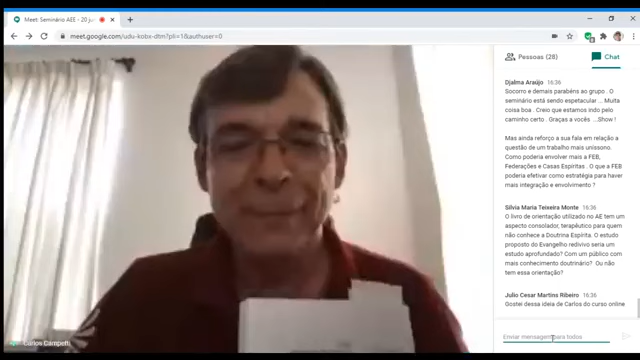 Meet: Seminário AEE - 20 ju
meet.google.com/udu-kobx-dtm?pli=1&authuser=0
Pessoas (28)
Chat
Djalma Araújo 16:36
Socorro e demais parabéns ao grupo . O
seminário está sendo espetacular ... Muita
coisa boa . Creio que estamos indo pelo
caminho certo . Graças a vocês ...Show !
Mas ainda reforço a sua fala em relação a
questão de um trabalho mais uníssono .
Como poderia envolver mais a FEB,
Federações e Casas Espíritas . O que a FEB
poderia efetivar como estratégia para haver
mais integração e envolvimento ?
Silvia Maria Teixeira Monte 16:36
O livro de orientação utilizado no AE tem um
aspecto consolador, terapêutico para quem
não conhece a Doutrina Espírita. O estudo
proposto do Evangelho redivivo seria um
estudo aprofundado? Com um público com
mais conhecimento doutrinário? Ou não
tem essa orientação?
Julio Cesar Martins Ribeiro 16:36
Gostei dessa ideia de Carlos do curso online
Enviar mensagem para todos
Carlos Campetti